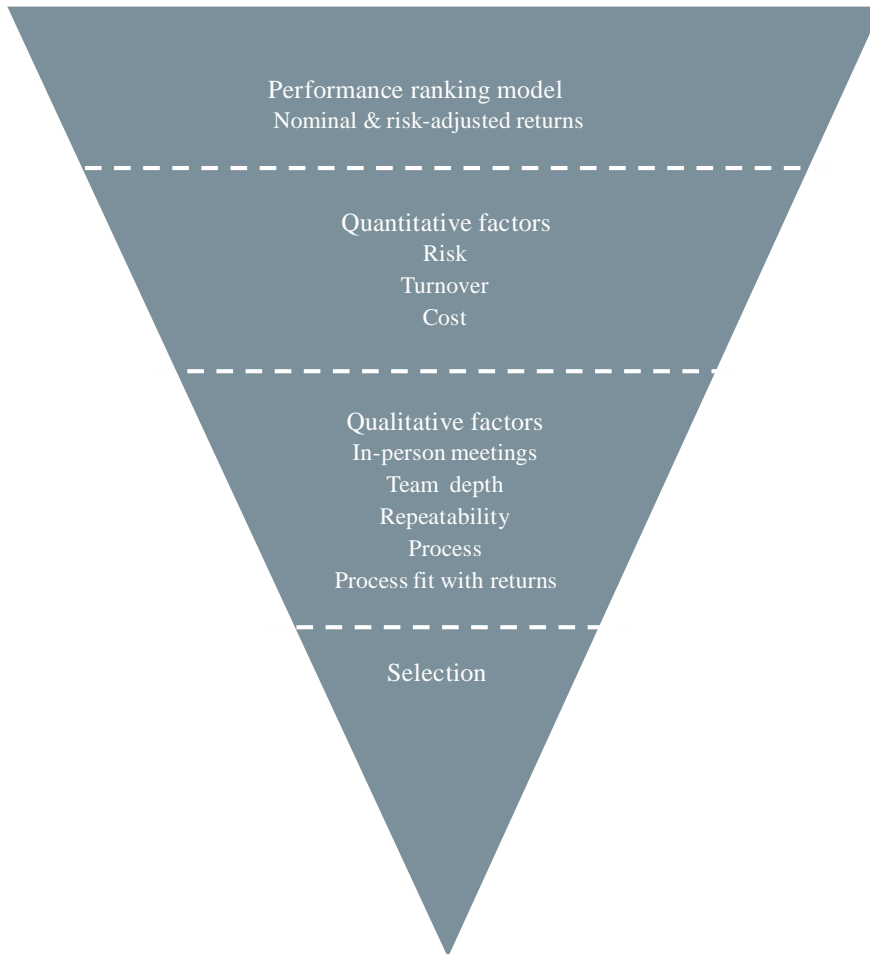 Performance ranking model
Nominal & risk-adjusted returns
Quantitative factors
Risk
Turnover
Cost
Qualitative factors
In-person meetings
Team depth
Repeatability
Process
Process fit with returns
Selection